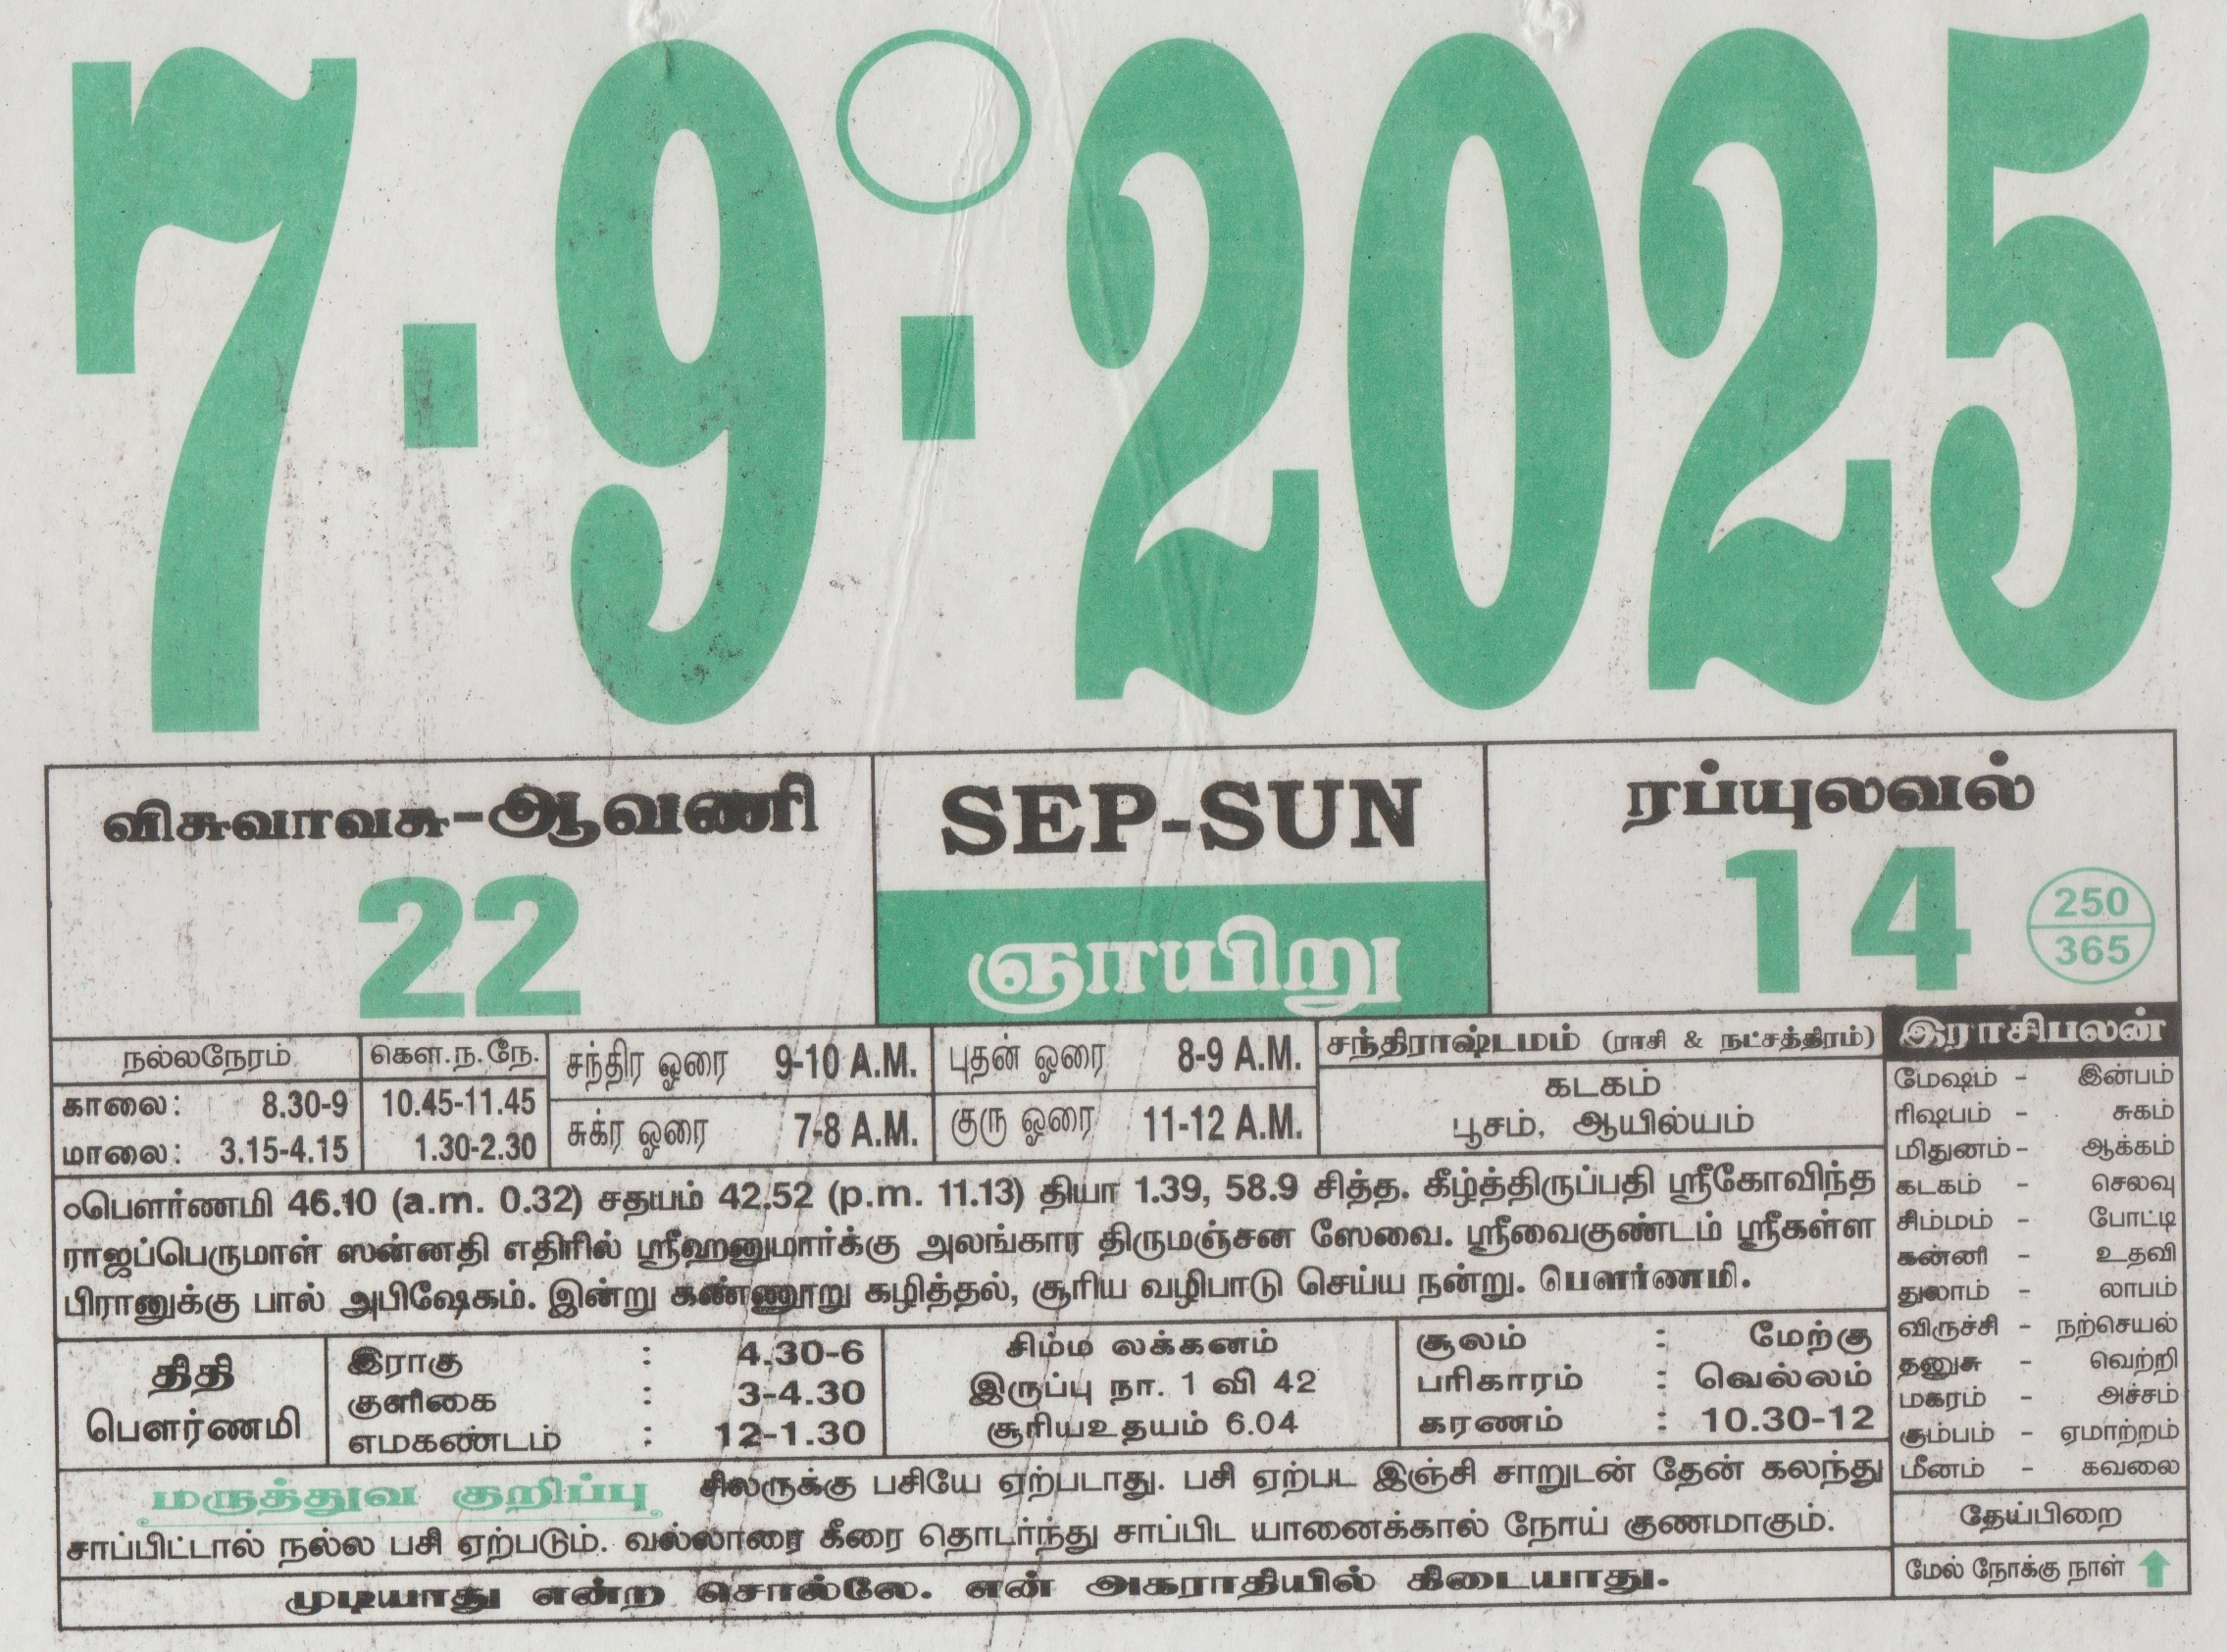 7·9·2025
விசுவாவசு-ஆவணி
22
SEP-SUN
ஞாயிறு
ரப்யுலவல்
14
250
365
நல்லநேரம்
காலை: 8.30-9
மாலை: 3.15-4.15
கௌ.ந.நே.
10.45-11.45
1.30-2.30
சந்திர ஓரை 9-10 A.M.
சுக்ர ஓரை 7-8 A.M.
புதன் ஓரை 8-9 A.M.
குரு ஓரை 11-12 A.M.
சந்திராஷ்டமம் (ராசி & நட்சத்திரம்)
கடகம்
பூசம், ஆயில்யம்
○பௌர்ணமி 46.10 (a.m. 0.32) சதயம் 42.52 (p.m. 11.13) தியா 1.39, 58.9 சித்த. கீழ்த்திருப்பதி ஸ்ரீகோவிந்த
ராஜப்பெருமாள் ஸன்னதி எதிரில் ஸ்ரீஹனுமார்க்கு அலங்கார திருமஞ்சன ஸேவை. ஸ்ரீவைகுண்டம் ஸ்ரீகள்ள
பிரானுக்கு பால் அபிஷேகம். இன்று கண்ணூறு கழித்தல், சூரிய வழிபாடு செய்ய நன்று. பௌர்ணமி.
திதி
பௌர்ணமி
இராகு : 4.30-6
குளிகை : 3-4.30
எமகண்டம் : 12-1.30
சிம்ம லக்கனம்
இருப்பு நா. 1 வி 42
சூரியஉதயம் 6.04
சூலம் : மேற்கு
பரிகாரம் : வெல்லம்
கரணம் : 10.30-12
மருத்துவ குறிப்பு சிலருக்கு பசியே ஏற்படாது. பசி ஏற்பட இஞ்சி சாறுடன் தேன் கலந்து
சாப்பிட்டால் நல்ல பசி ஏற்படும். வல்லாரை கீரை தொடர்ந்து சாப்பிட யானைக்கால் நோய் குணமாகும்.
முடியாது என்ற சொல்லே. என் அகராதியில் கிடையாது.
இராசிபலன்
மேஷம் - இன்பம்
ரிஷபம் - சுகம்
மிதுனம் - ஆக்கம்
கடகம் - செலவு
சிம்மம் - போட்டி
கன்னி - உதவி
துலாம் - லாபம்
விருச்சி - நற்செயல்
தனுசு - வெற்றி
மகரம் - அச்சம்
கும்பம் - ஏமாற்றம்
மீனம் - கவலை
தேய்பிறை
மேல் நோக்கு நாள்